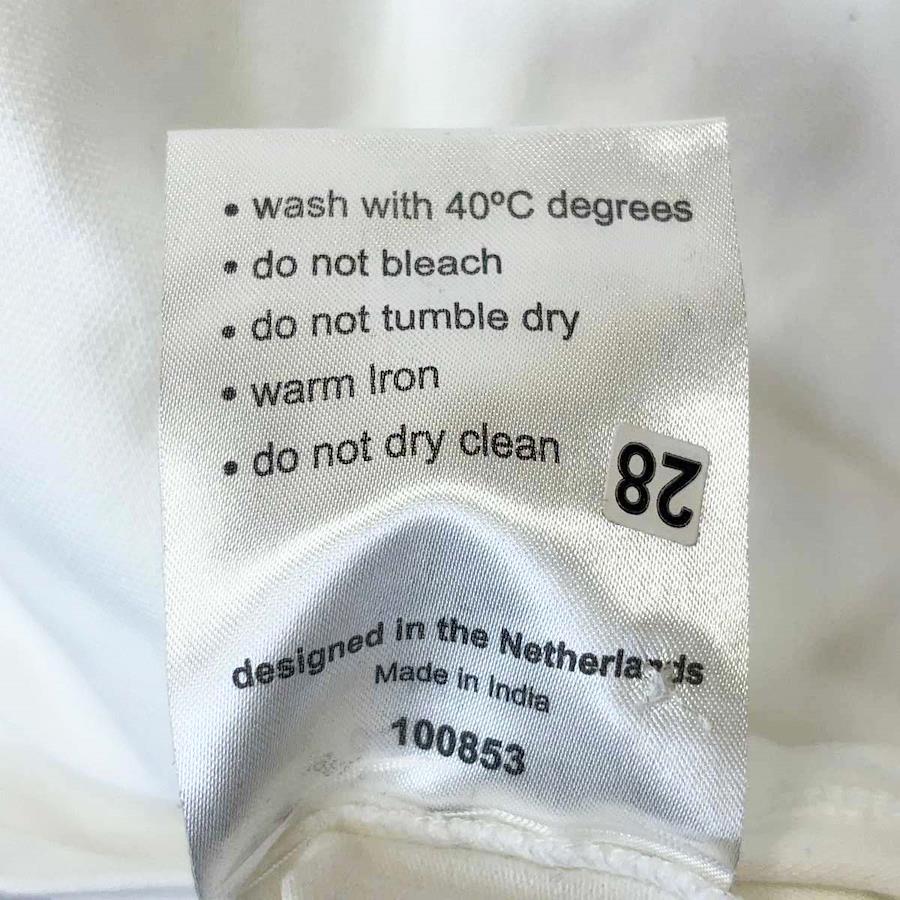 • wash with 40ºC degrees
• do not bleach
• do not tumble dry
• warm Iron
• do not dry clean
28
designed in the Netherlands
Made in India
100853